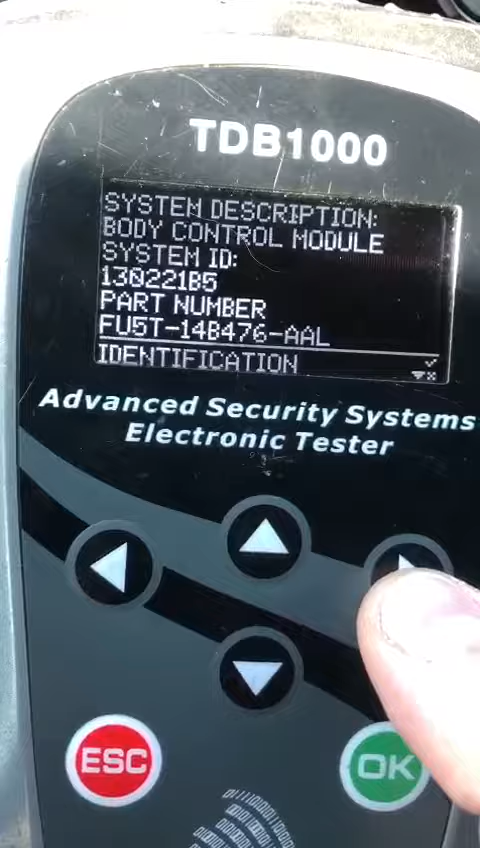 TDB1000
SYSTEM DESCRIPTION:
BODY CONTROL MODULE
SYSTEM ID:
130221B5
PART NUMBER
FU5T-14B476-AAL
IDENTIFICATION
Advanced Security Systems
Electronic Tester
ESC
OK